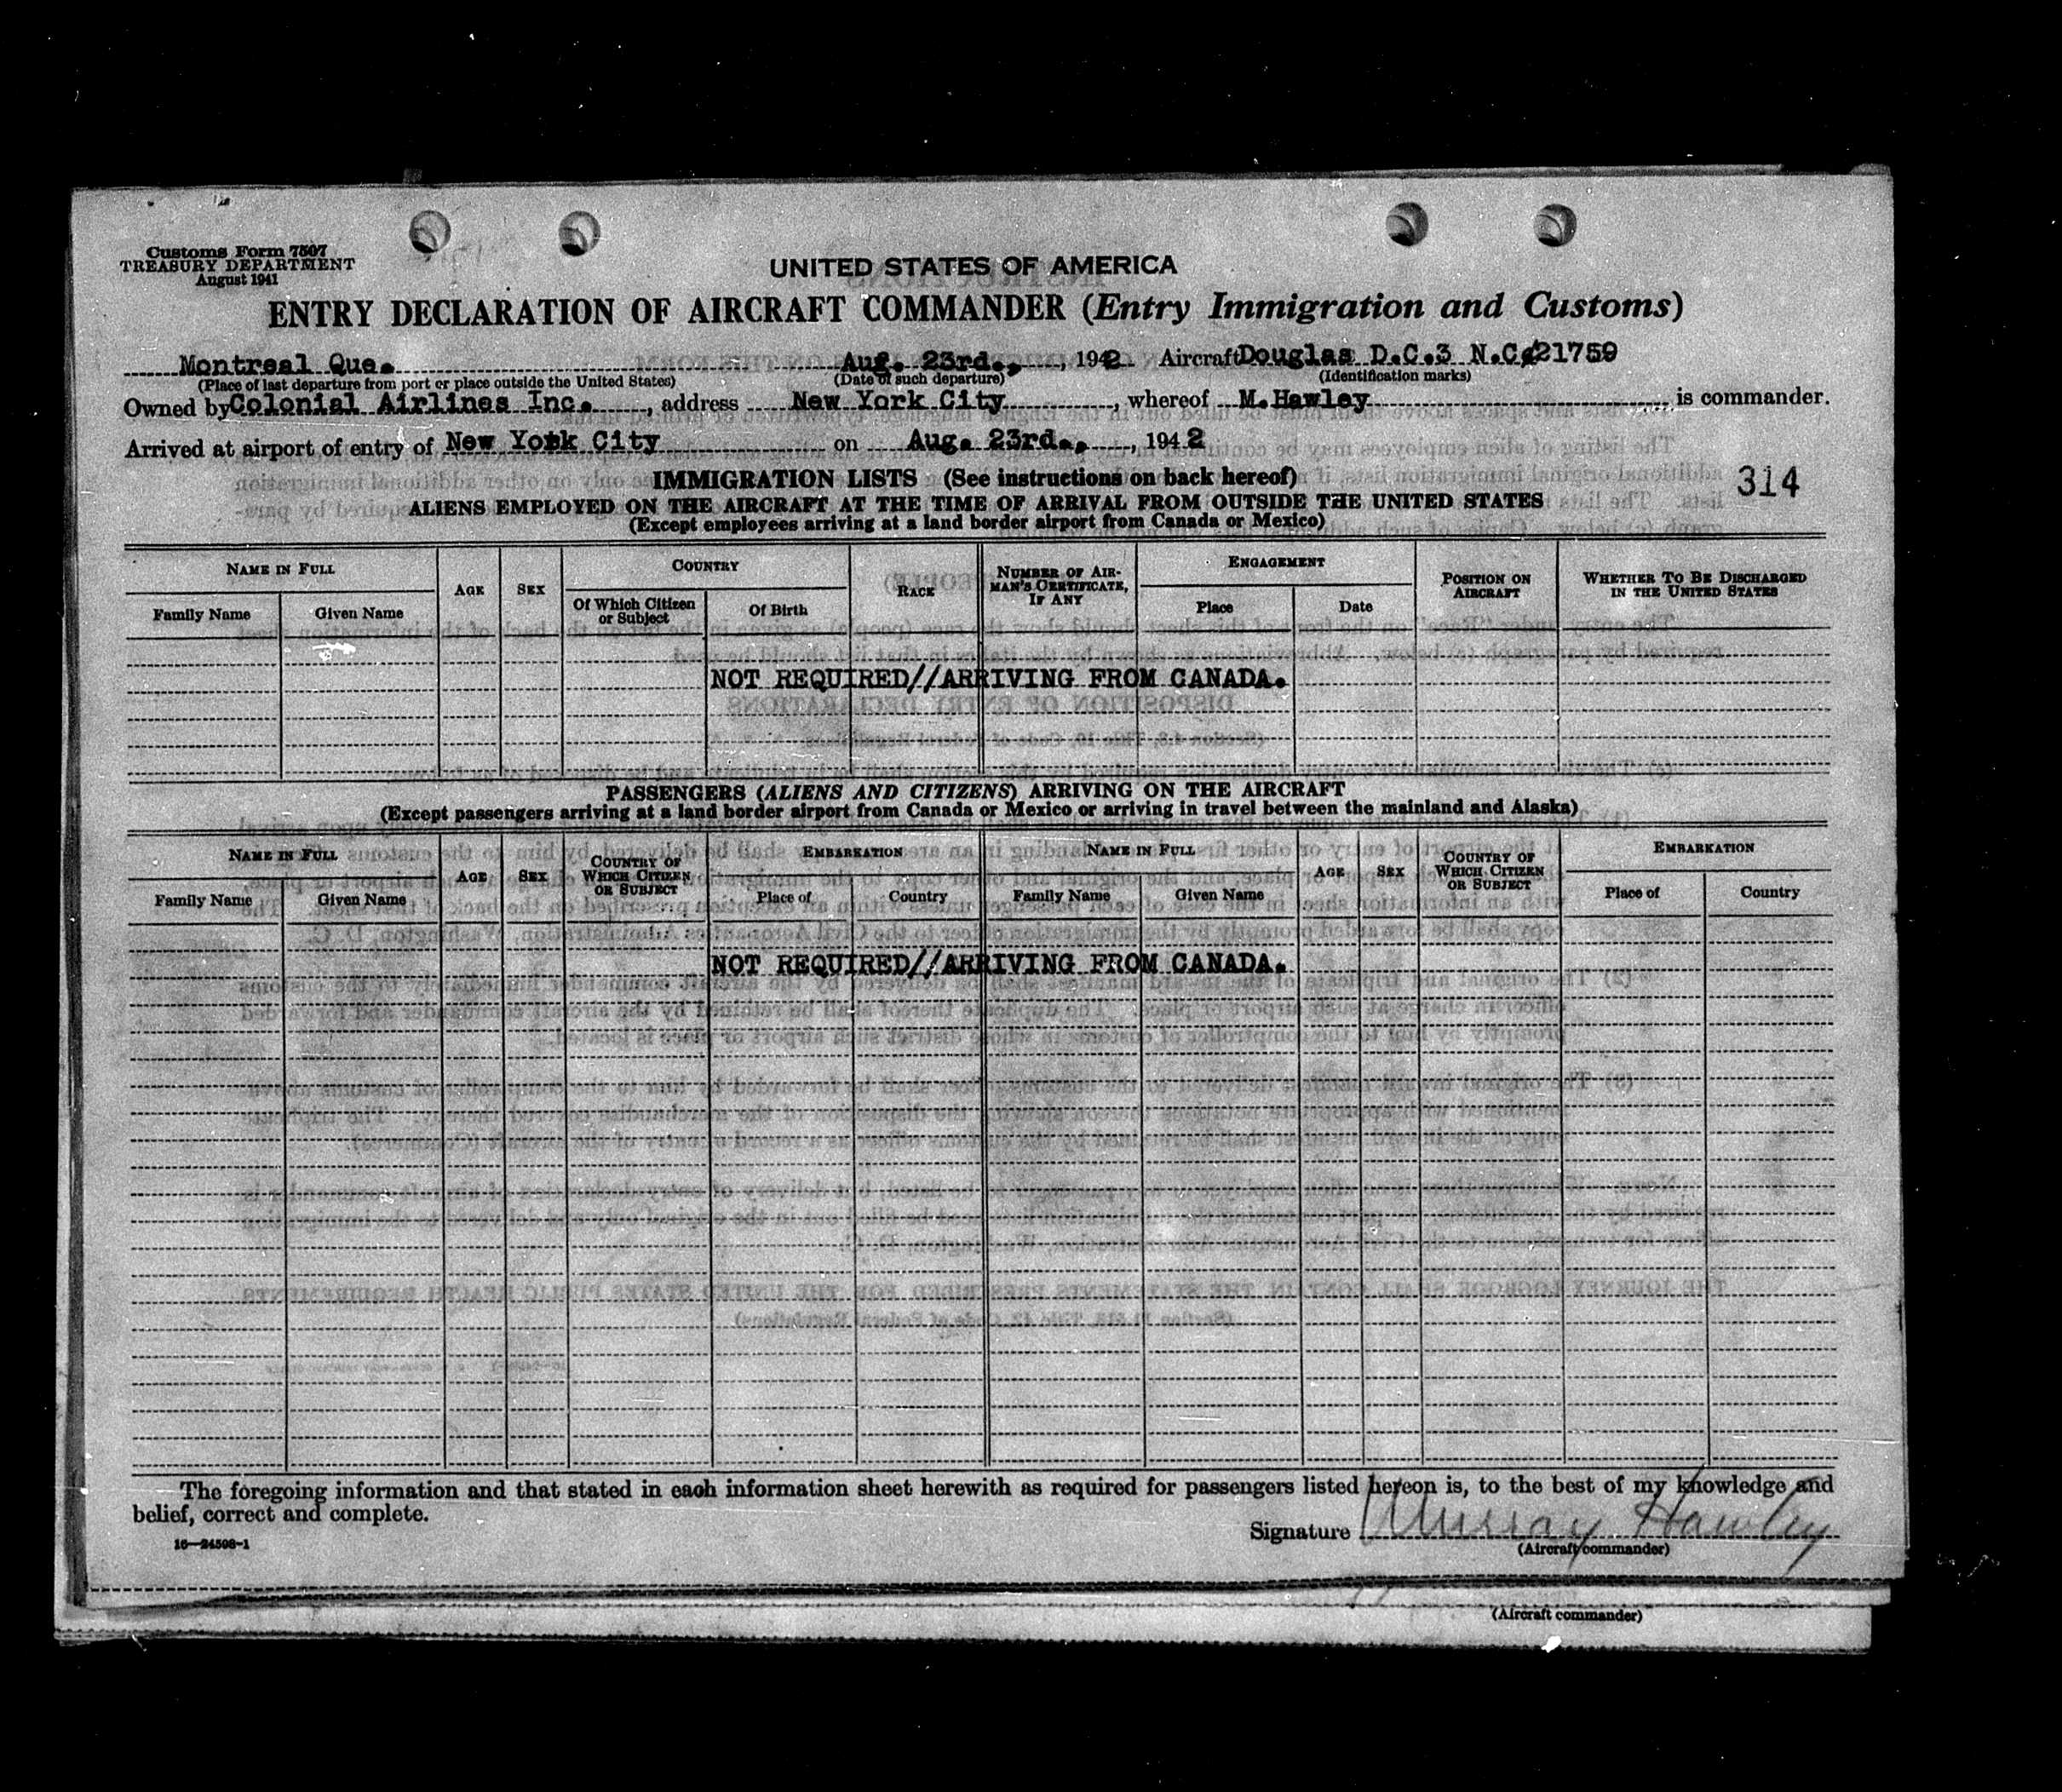 Customs Form 7507
TREASURY DEPARTMENT
August 1941
UNITED STATES OF AMERICA
ENTRY DECLARATION OF AIRCRAFT COMMANDER (Entry Immigration and Customs)
Montreal Que. Aug. 23rd., 1942 Aircraft Douglas D.C.3 N.C.21759
(Place of last departure from port or place outside the United States) (Date of such departure) (Identification marks)
Owned by Colonial Airlines Inc. , address New York City , whereof M.Hawley is commander.
Arrived at airport of entry of New York City on Aug. 23rd., , 1942
IMMIGRATION LISTS (See instructions on back hereof)
314
ALIENS EMPLOYED ON THE AIRCRAFT AT THE TIME OF ARRIVAL FROM OUTSIDE THE UNITED STATES
(Except employees arriving at a land border airport from Canada or Mexico)
NAME IN FULL AGE SEX COUNTRY RACE NUMBER OF AIRMAN'S CERTIFICATE, IF ANY ENGAGEMENT POSITION ON AIRCRAFT WHETHER TO BE DISCHARGED IN THE UNITED STATES
Family Name Given Name Of Which Citizen or Subject Of Birth Place Date
NOT REQUIRED//ARRIVING FROM CANADA.
PASSENGERS (ALIENS AND CITIZENS) ARRIVING ON THE AIRCRAFT
(Except passengers arriving at a land border airport from Canada or Mexico or arriving in travel between the mainland and Alaska)
NAME IN FULL AGE SEX COUNTRY OF WHICH CITIZEN OR SUBJECT EMBARKATION NAME IN FULL AGE SEX COUNTRY OF WHICH CITIZEN OR SUBJECT EMBARKATION
Family Name Given Name Place of Country Family Name Given Name Place of Country
NOT REQUIRED//ARRIVING FROM CANADA.
The foregoing information and that stated in each information sheet herewith as required for passengers listed hereon is, to the best of my knowledge and
belief, correct and complete.
Signature Murray Hawley
16—24508-1
(Aircraft commander)
(Aircraft commander)